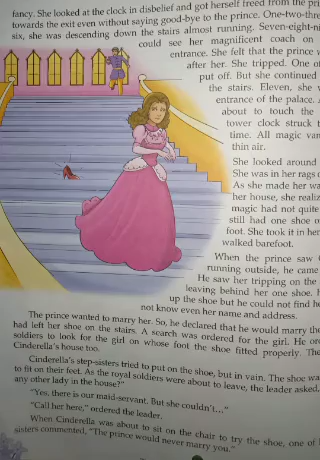 fancy. She looked at the clock in disbelief and got herself freed from the pri
towards the exit even without saying good-bye to the prince. One-two-thre
six, she was descending down the stairs almost running. Seven-eight-ni
could see her magnificent coach on
entrance. She felt that the prince w
after her. She tripped. One of
put off. But she continued
the stairs. Eleven, she
entrance of the palace.
about to touch the
tower clock struck t
time. All magic van
thin air.
She looked around
She was in her rags
As she made her wa
her house, she realiz
magic had not quite
still had one shoe o
foot. She took it in her
walked barefoot.
When the prince saw
running outside, he came
He saw her tripping on the
leaving behind her one shoe. H
up the shoe but he could not find he
not know even her name and address.
The prince wanted to marry her. So, he declared that he would marry the
had left her shoe on the stairs. A search was ordered for the girl. He or
soldiers to look for the girl on whose foot the shoe fitted properly. The
Cinderella's house too.
Cinderella's step-sisters tried to put on the shoe, but in vain. The shoe wa
to fit on their feet. As the royal soldiers were about to leave, the leader asked,
any other lady in the house?"
"Yes, there is our maid-servant. But she couldn't..."
"Call her here," ordered the leader.
When Cinderella was about to sit on the chair to try the shoe, one of
sisters commented, "The prince would never marry you."